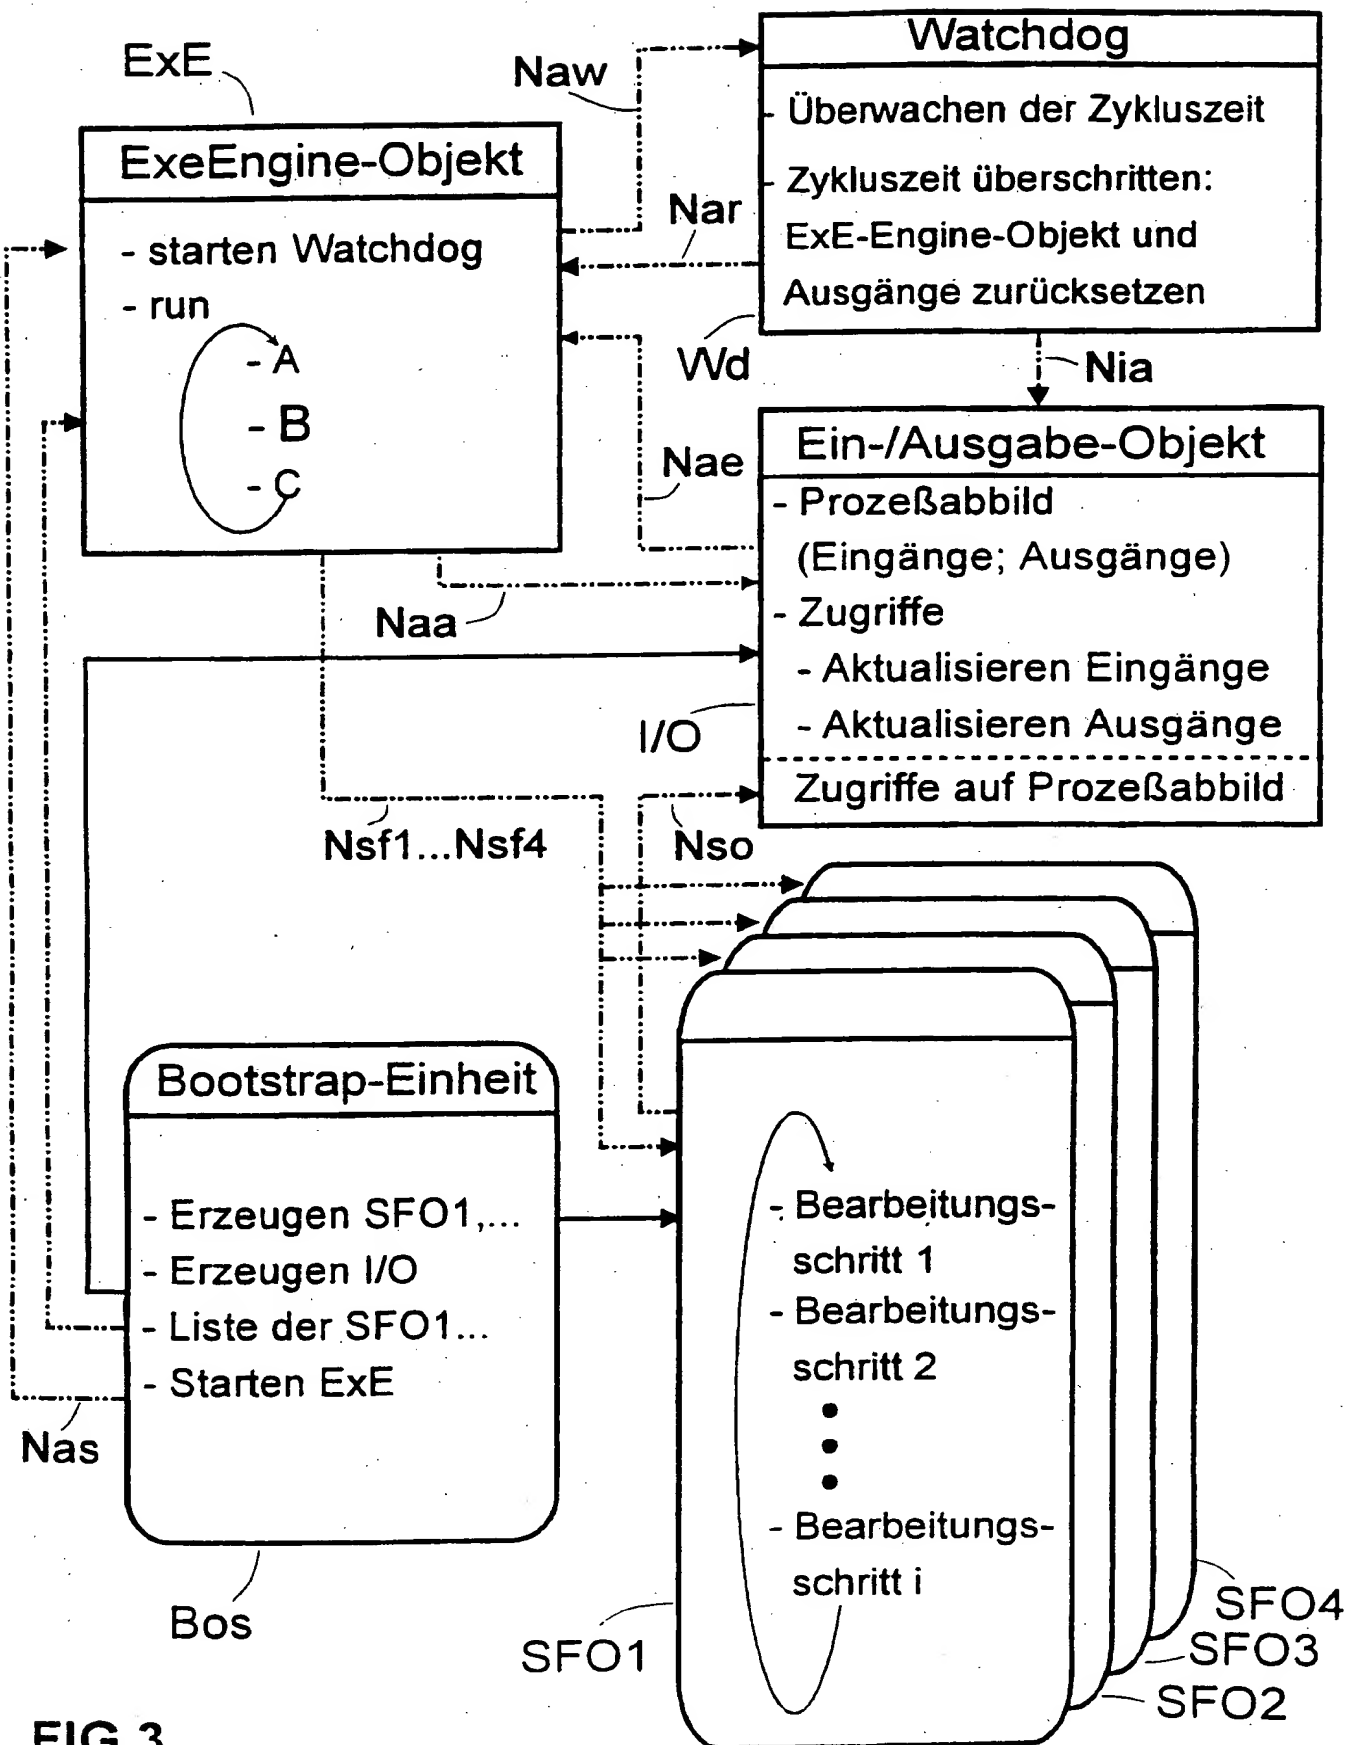 ExE
Naw
Watchdog
- Überwachen der Zykluszeit
- Zykluszeit überschritten:
ExE-Engine-Objekt und
Ausgänge zurücksetzen
ExeEngine-Objekt
- starten Watchdog
- run
- A
- B
- C
Nar
Wd
Nia
Nae
Naa
Ein-/Ausgabe-Objekt
- Prozeßabbild
(Eingänge; Ausgänge)
- Zugriffe
- Aktualisieren Eingänge
- Aktualisieren Ausgänge
Zugriffe auf Prozeßabbild
I/O
Nsf1...Nsf4
Nso
Bootstrap-Einheit
- Erzeugen SFO1,...
- Erzeugen I/O
- Liste der SFO1...
- Starten ExE
Nas
Bos
- Bearbeitungs-
schritt 1
- Bearbeitungs-
schritt 2
- Bearbeitungs-
schritt i
SFO1
SFO4
SFO3
SFO2
FIG 3